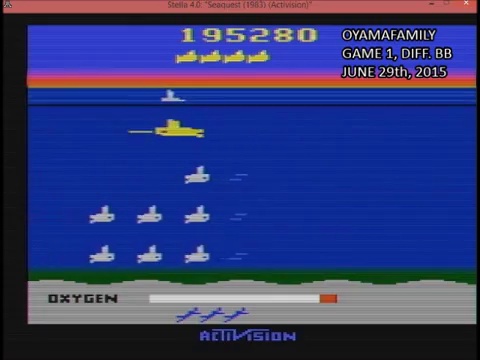 Stella 4.0: "Seaquest (1983) (Activision)"
195280
OYAMAFAMILY
GAME 1, DIFF. BB
JUNE 29th, 2015
OXYGEN
ACTIVISION